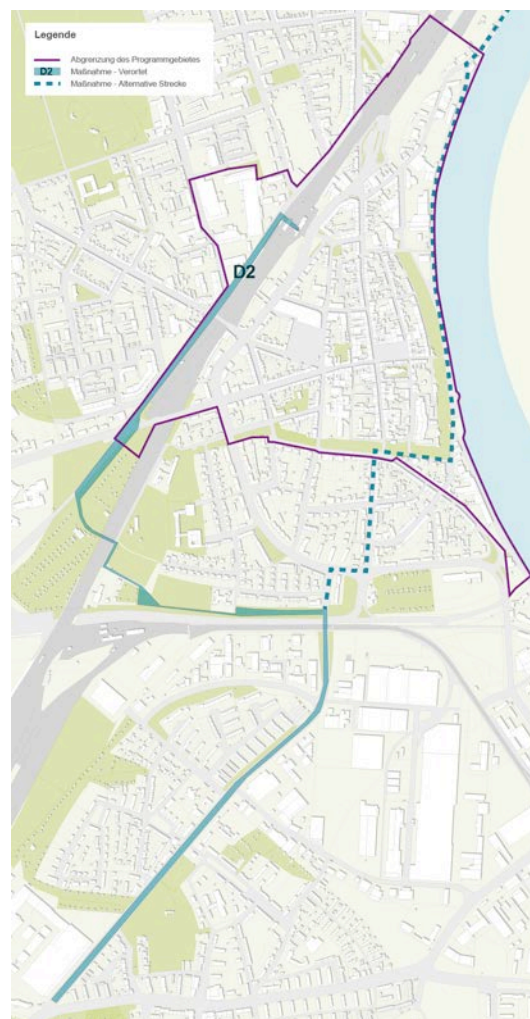 Legende
Abgrenzung des Programmgebietes
D2 Maßnahme - Verortet
Maßnahme - Alternative Strecke
D2